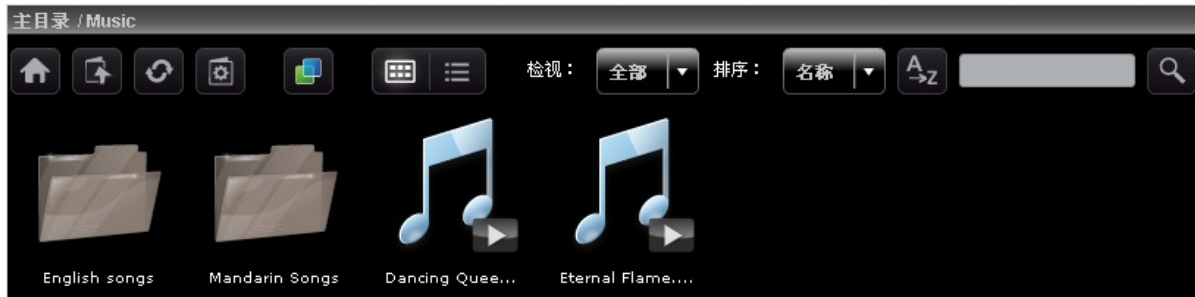 主目录 / Music
检视： 全部 排序： 名称 A→Z
English songs Mandarin Songs Dancing Quee... Eternal Flame....